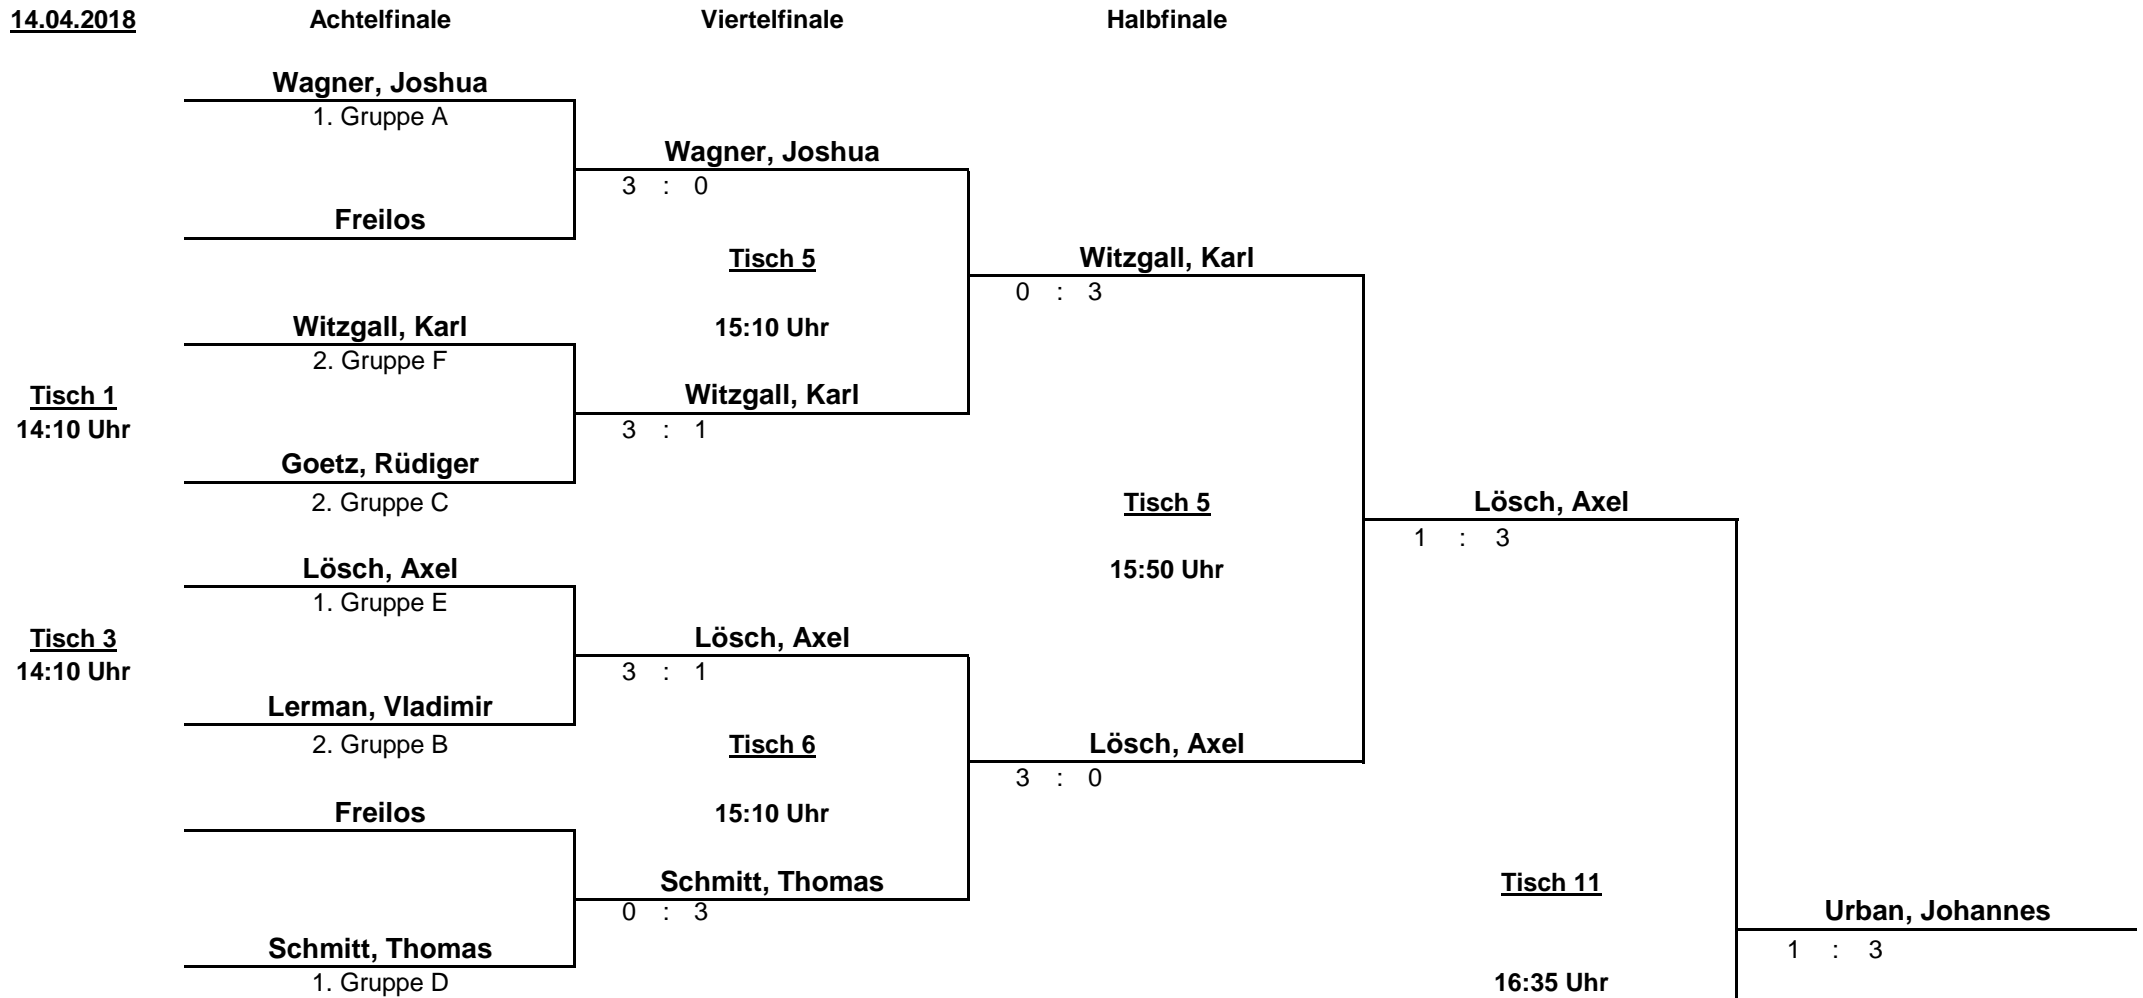 14.04.2018 Achtelfinale Viertelfinale Halbfinale
Wagner, Joshua
1. Gruppe A
Wagner, Joshua
3 : 0
Freilos
Tisch 5 Witzgall, Karl
0 : 3
Witzgall, Karl 15:10 Uhr
2. Gruppe F
Tisch 1 Witzgall, Karl
14:10 Uhr 3 : 1
Goetz, Rüdiger
2. Gruppe C Tisch 5 Lösch, Axel
1 : 3
Lösch, Axel 15:50 Uhr
1. Gruppe E
Tisch 3 Lösch, Axel
14:10 Uhr 3 : 1
Lerman, Vladimir
2. Gruppe B Tisch 6 Lösch, Axel
3 : 0
Freilos 15:10 Uhr
Schmitt, Thomas Tisch 11
0 : 3 Urban, Johannes
Schmitt, Thomas 1 : 3
1. Gruppe D 16:35 Uhr